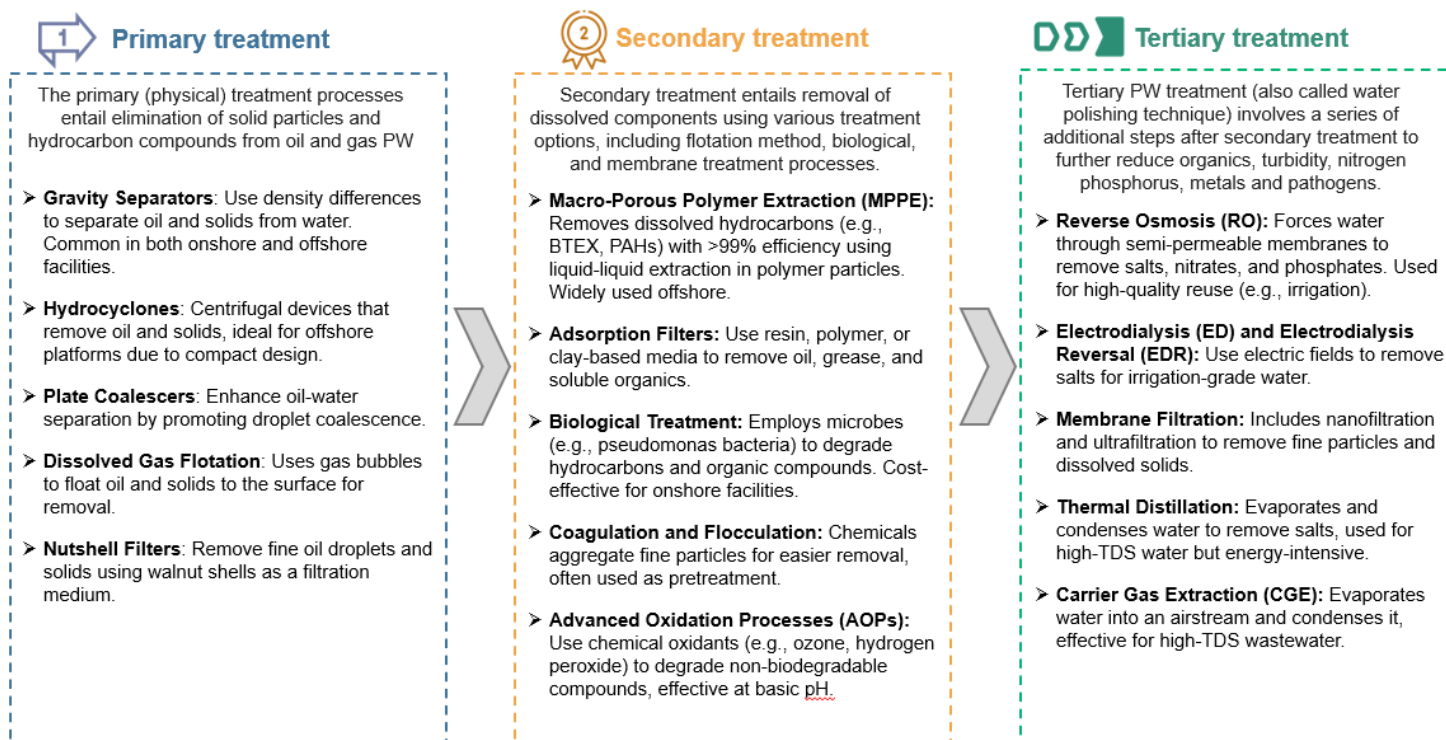 1
Primary treatment
The primary (physical) treatment processes
entail elimination of solid particles and
hydrocarbon compounds from oil and gas PW
➢ Gravity Separators: Use density differences
to separate oil and solids from water.
Common in both onshore and offshore
facilities.
➢ Hydrocyclones: Centrifugal devices that
remove oil and solids, ideal for offshore
platforms due to compact design.
➢ Plate Coalescers: Enhance oil-water
separation by promoting droplet coalescence.
➢ Dissolved Gas Flotation: Uses gas bubbles
to float oil and solids to the surface for
removal.
➢ Nutshell Filters: Remove fine oil droplets and
solids using walnut shells as a filtration
medium.
2
Secondary treatment
Secondary treatment entails removal of
dissolved components using various treatment
options, including flotation method, biological,
and membrane treatment processes.
➢ Macro-Porous Polymer Extraction (MPPE):
Removes dissolved hydrocarbons (e.g.,
BTEX, PAHs) with >99% efficiency using
liquid-liquid extraction in polymer particles.
Widely used offshore.
➢ Adsorption Filters: Use resin, polymer, or
clay-based media to remove oil, grease, and
soluble organics.
➢ Biological Treatment: Employs microbes
(e.g., pseudomonas bacteria) to degrade
hydrocarbons and organic compounds. Cost-
effective for onshore facilities.
➢ Coagulation and Flocculation: Chemicals
aggregate fine particles for easier removal,
often used as pretreatment.
➢ Advanced Oxidation Processes (AOPs):
Use chemical oxidants (e.g., ozone, hydrogen
peroxide) to degrade non-biodegradable
compounds, effective at basic pH.
Tertiary treatment
Tertiary PW treatment (also called water
polishing technique) involves a series of
additional steps after secondary treatment to
further reduce organics, turbidity, nitrogen
phosphorus, metals and pathogens.
➢ Reverse Osmosis (RO): Forces water
through semi-permeable membranes to
remove salts, nitrates, and phosphates. Used
for high-quality reuse (e.g., irrigation).
➢ Electrodialysis (ED) and Electrodialysis
Reversal (EDR): Use electric fields to remove
salts for irrigation-grade water.
➢ Membrane Filtration: Includes nanofiltration
and ultrafiltration to remove fine particles and
dissolved solids.
➢ Thermal Distillation: Evaporates and
condenses water to remove salts, used for
high-TDS water but energy-intensive.
➢ Carrier Gas Extraction (CGE): Evaporates
water into an airstream and condenses it,
effective for high-TDS wastewater.